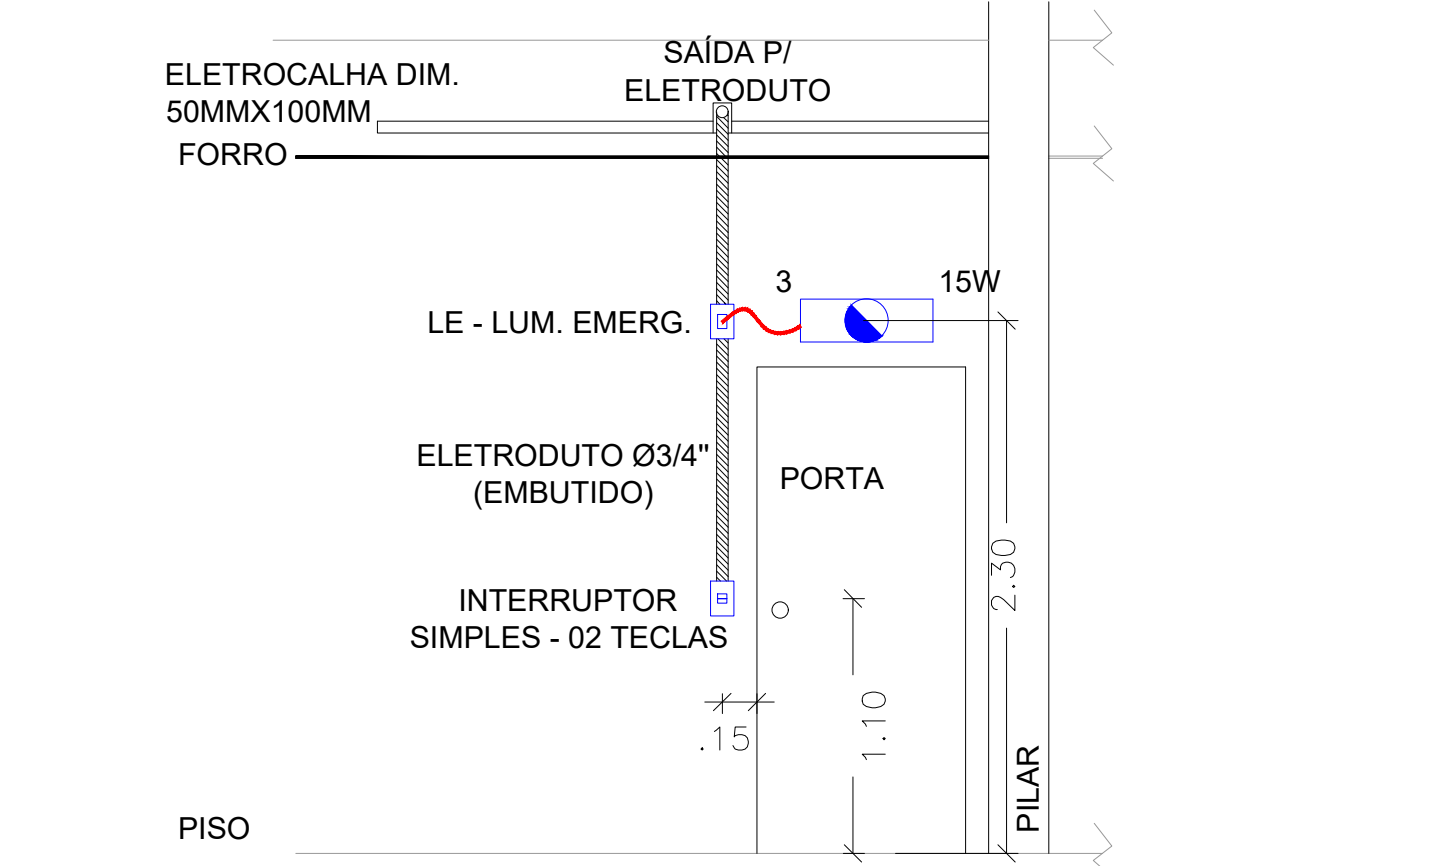 SAÍDA P/
ELETRODUTO
ELETROCALHA DIM.
50MMX100MM
FORRO
3
15W
LE - LUM. EMERG.
ELETRODUTO Ø3/4"
(EMBUTIDO)
PORTA
2.30
INTERRUPTOR
SIMPLES - 02 TECLAS
.15
1.10
PILAR
PISO